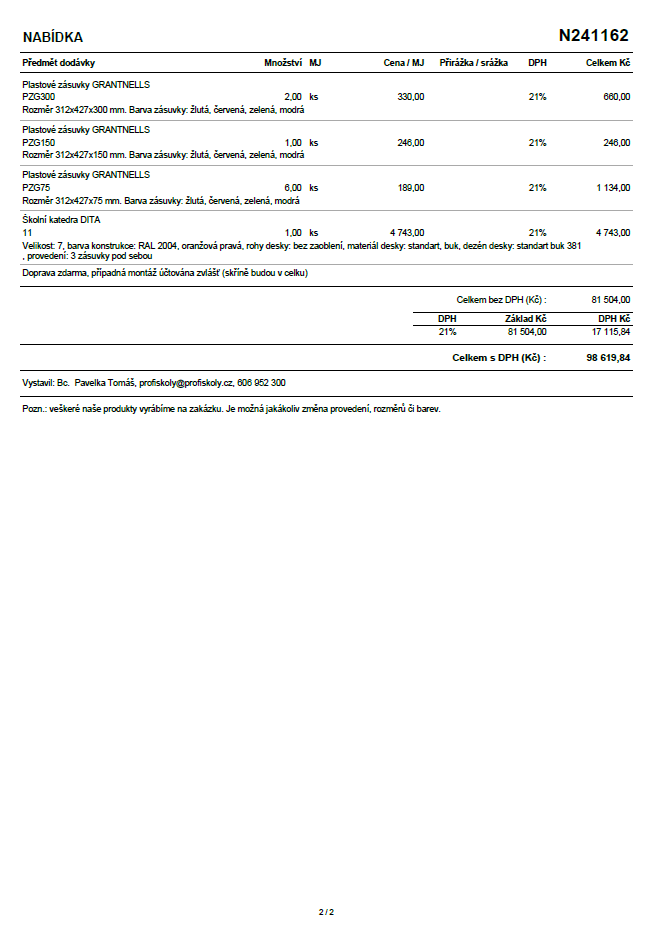 NABÍDKA N241162
Předmět dodávky Množství MJ Cena / MJ Přirážka / srážka DPH Celkem Kč
Plastové zásuvky GRANTNELLS
PZG300 2,00 ks 330,00 21% 660,00
Rozměr 312x427x300 mm. Barva zásuvky: žlutá, červená, zelená, modrá
Plastové zásuvky GRANTNELLS
PZG150 1,00 ks 246,00 21% 246,00
Rozměr 312x427x150 mm. Barva zásuvky: žlutá, červená, zelená, modrá
Plastové zásuvky GRANTNELLS
PZG75 6,00 ks 189,00 21% 1 134,00
Rozměr 312x427x75 mm. Barva zásuvky: žlutá, červená, zelená, modrá
Školní katedra DITA
11 1,00 ks 4 743,00 21% 4 743,00
Velikost: 7, barva konstrukce: RAL 2004, oranžová pravá, rohy desky: bez zaoblení, materiál desky: standart, buk, dezén desky: standart buk 381
, provedení: 3 zásuvky pod sebou
Doprava zdarma, případná montáž účtována zvlášť (skříně budou v celku)
Celkem bez DPH (Kč) : 81 504,00
DPH Základ Kč DPH Kč
21% 81 504,00 17 115,84
Celkem s DPH (Kč) : 98 619,84
Vystavil: Bc. Pavelka Tomáš, profiskoly@profiskoly.cz, 606 952 300
Pozn.: veškeré naše produkty vyrábíme na zakázku. Je možná jakákoliv změna provedení, rozměrů či barev.
2 / 2